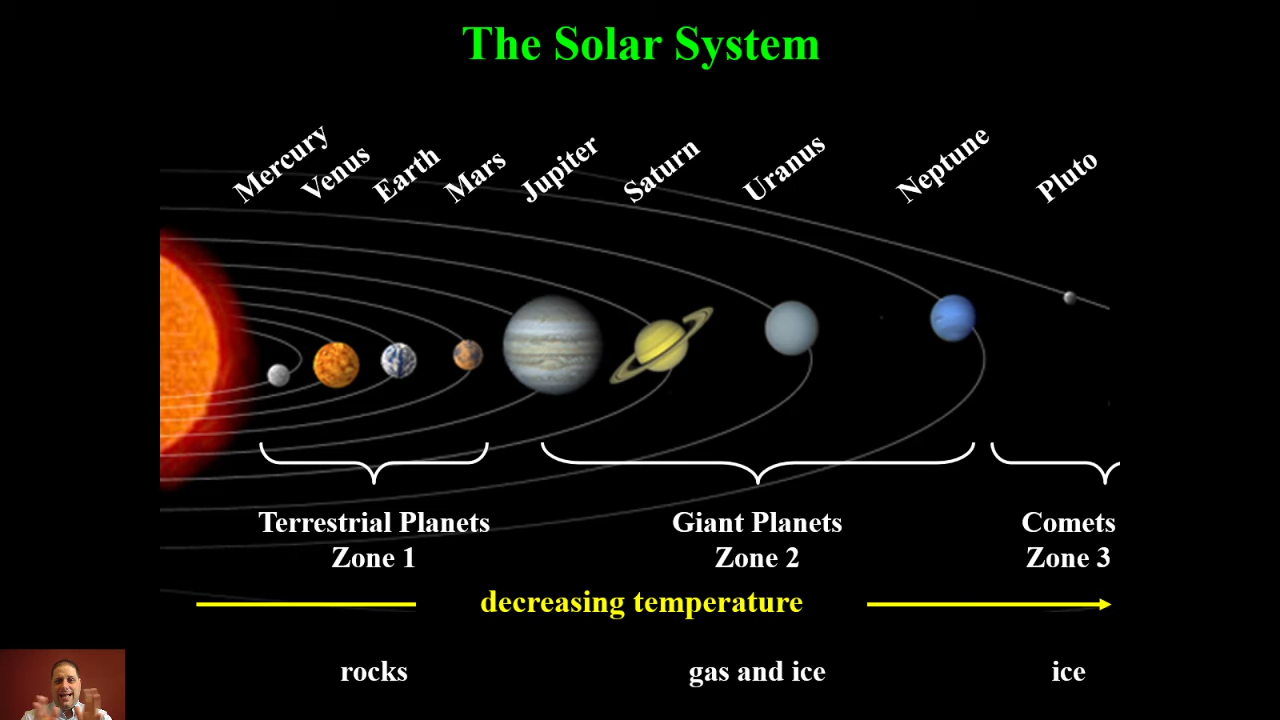 The Solar System
Mercury Venus Earth Mars Jupiter Saturn Uranus Neptune Pluto
Terrestrial Planets Giant Planets Comets
Zone 1 Zone 2 Zone 3
decreasing temperature
rocks gas and ice ice